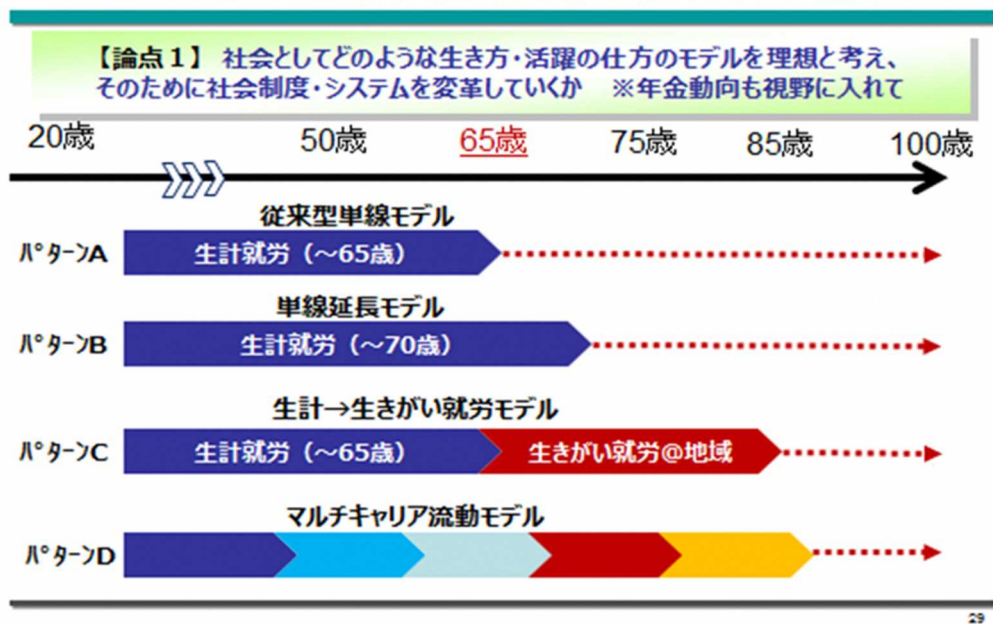 【論点１】 社会としてどのような生き方・活躍の仕方のモデルを理想と考え、
そのために社会制度・システムを変革していくか　※年金動向も視野に入れて
20歳 50歳 65歳 75歳 85歳 100歳
従来型単線モデル
ﾊﾟﾀｰﾝA 生計就労（～65歳）
単線延長モデル
ﾊﾟﾀｰﾝB 生計就労（～70歳）
生計→生きがい就労モデル
ﾊﾟﾀｰﾝC 生計就労（～65歳） 生きがい就労@地域
マルチキャリア流動モデル
ﾊﾟﾀｰﾝD
29